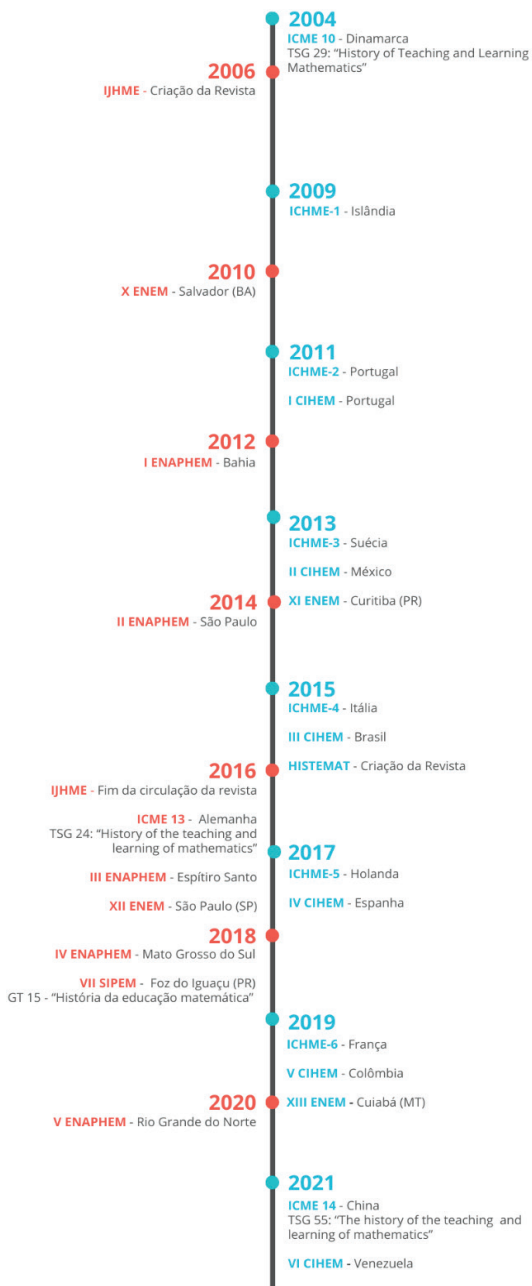 2004
ICME 10 - Dinamarca
TSG 29: “History of Teaching and Learning
Mathematics”
2006
IJHME - Criação da Revista
2009
ICHME-1 - Islândia
2010
X ENEM - Salvador (BA)
2011
ICHME-2 - Portugal
I CIHEM - Portugal
2012
I ENAPHEM - Bahia
2013
ICHME-3 - Suécia
II CIHEM - México
XI ENEM - Curitiba (PR)
2014
II ENAPHEM - São Paulo
2015
ICHME-4 - Itália
III CIHEM - Brasil
HISTEMAT - Criação da Revista
2016
IJHME - Fim da circulação da revista
ICME 13 - Alemanha
TSG 24: “History of the teaching and
learning of mathematics”
III ENAPHEM - Espítiro Santo
XII ENEM - São Paulo (SP)
2017
ICHME-5 - Holanda
IV CIHEM - Espanha
2018
IV ENAPHEM - Mato Grosso do Sul
VII SIPEM - Foz do Iguaçu (PR)
GT 15 - “História da educação matemática”
2019
ICHME-6 - França
V CIHEM - Colômbia
XIII ENEM - Cuiabá (MT)
2020
V ENAPHEM - Rio Grande do Norte
2021
ICME 14 - China
TSG 55: “The history of the teaching and
learning of mathematics”
VI CIHEM - Venezuela